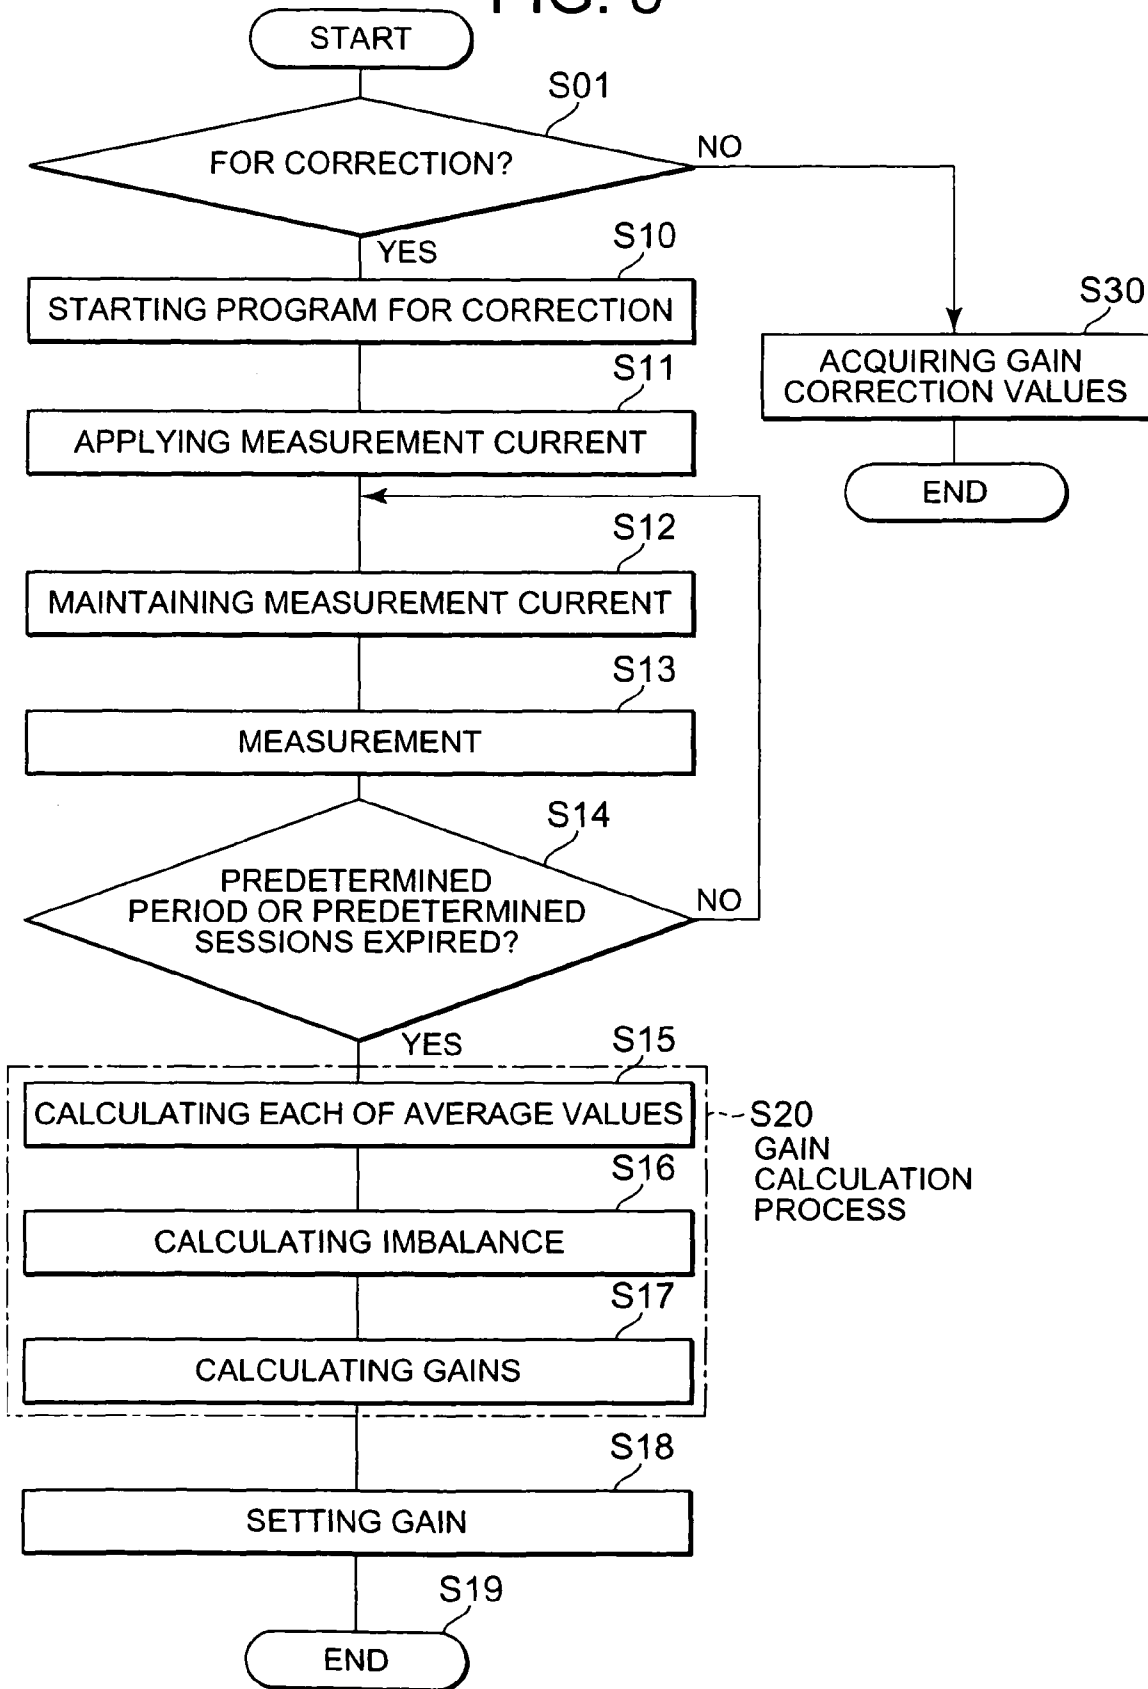 START
S01
FOR CORRECTION?
NO
YES
S10
STARTING PROGRAM FOR CORRECTION
S30
ACQUIRING GAIN
CORRECTION VALUES
END
S11
APPLYING MEASUREMENT CURRENT
S12
MAINTAINING MEASUREMENT CURRENT
S13
MEASUREMENT
S14
PREDETERMINED
PERIOD OR PREDETERMINED
SESSIONS EXPIRED?
NO
YES
S15
CALCULATING EACH OF AVERAGE VALUES
S20
GAIN
CALCULATION
PROCESS
S16
CALCULATING IMBALANCE
S17
CALCULATING GAINS
S18
SETTING GAIN
S19
END